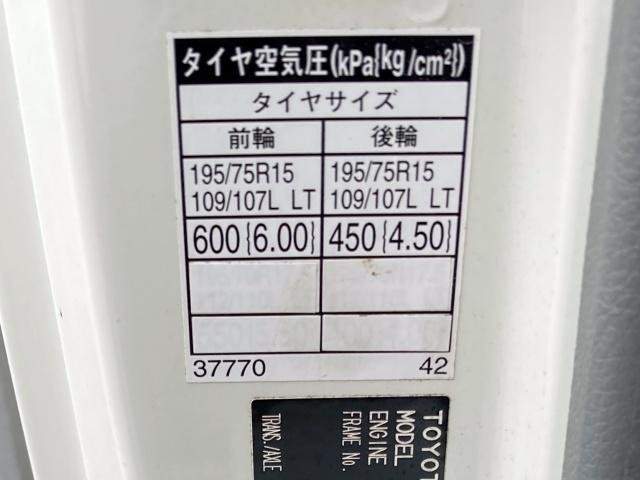 タイヤ空気圧(kPa{kg/cm²})
タイヤサイズ
前輪 後輪
195/75R15 195/75R15
109/107L LT 109/107L LT
600{6.00} 450{4.50}
37770 42
TOYOT
MODEL
ENGINE
FRAME No.
TRANS./AXLE